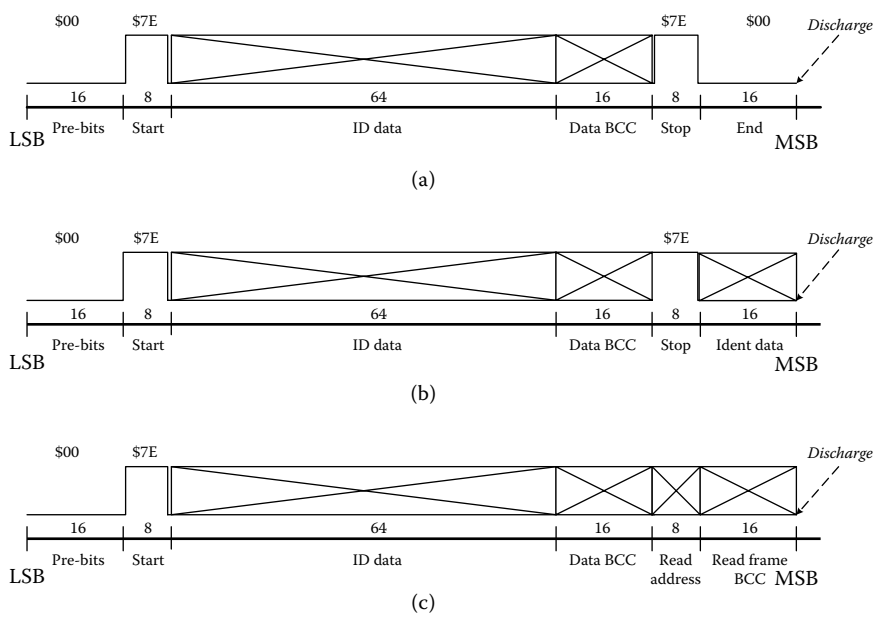 $00 $7E $7E $00 Discharge
16 8 64 16 8 16
LSB Pre-bits Start ID data Data BCC Stop End MSB
(a)
$00 $7E $7E Discharge
16 8 64 16 8 16
LSB Pre-bits Start ID data Data BCC Stop Ident data MSB
(b)
$00 $7E Discharge
16 8 64 16 8 16
LSB Pre-bits Start ID data Data BCC Read Read frame MSB
address BCC
(c)